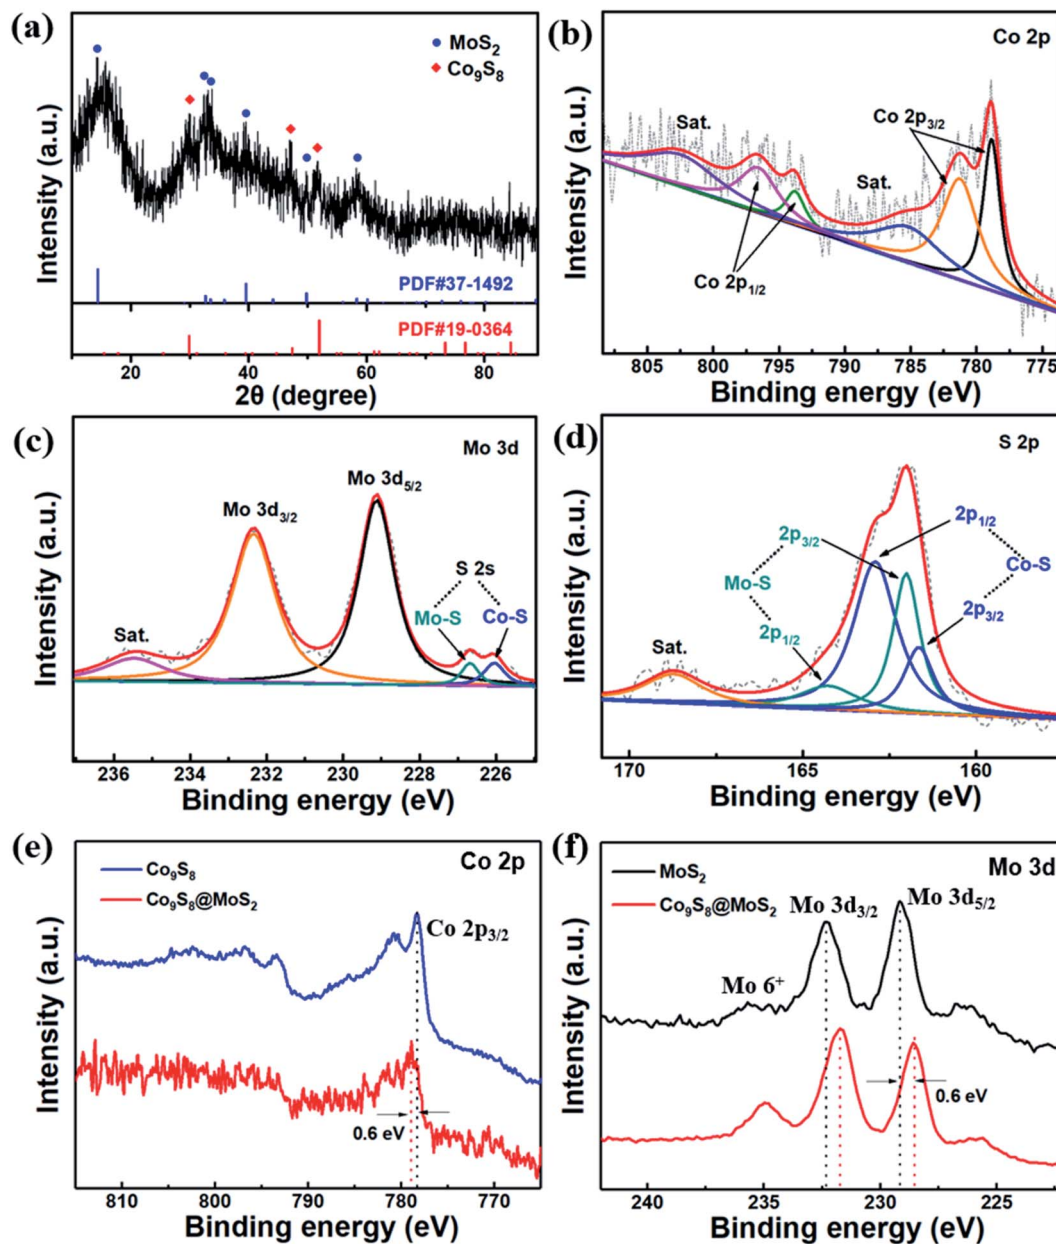 (a)
MoS2
Co9S8
PDF#37-1492
PDF#19-0364
Intensity (a.u.)
20 40 60 80
2θ (degree)
(b)
Co 2p
Sat.
Co 2p3/2
Sat.
Co 2p1/2
Intensity (a.u.)
805 800 795 790 785 780 775
Binding energy (eV)
(c)
Mo 3d
Mo 3d5/2
Mo 3d3/2
S 2s
Mo-S Co-S
Sat.
Intensity (a.u.)
236 234 232 230 228 226
Binding energy (eV)
(d)
S 2p
2p1/2
2p3/2
Mo-S
Co-S
2p1/2
2p3/2
Sat.
Intensity (a.u.)
170 165 160
Binding energy (eV)
(e)
Co 2p
Co9S8
Co9S8@MoS2
Co 2p3/2
0.6 eV
Intensity (a.u.)
810 800 790 780 770
Binding energy (eV)
(f)
Mo 3d
MoS2
Co9S8@MoS2
Mo 3d3/2
Mo 3d5/2
Mo 6+
0.6 eV
Intensity (a.u.)
240 235 230 225
Binding energy (eV)